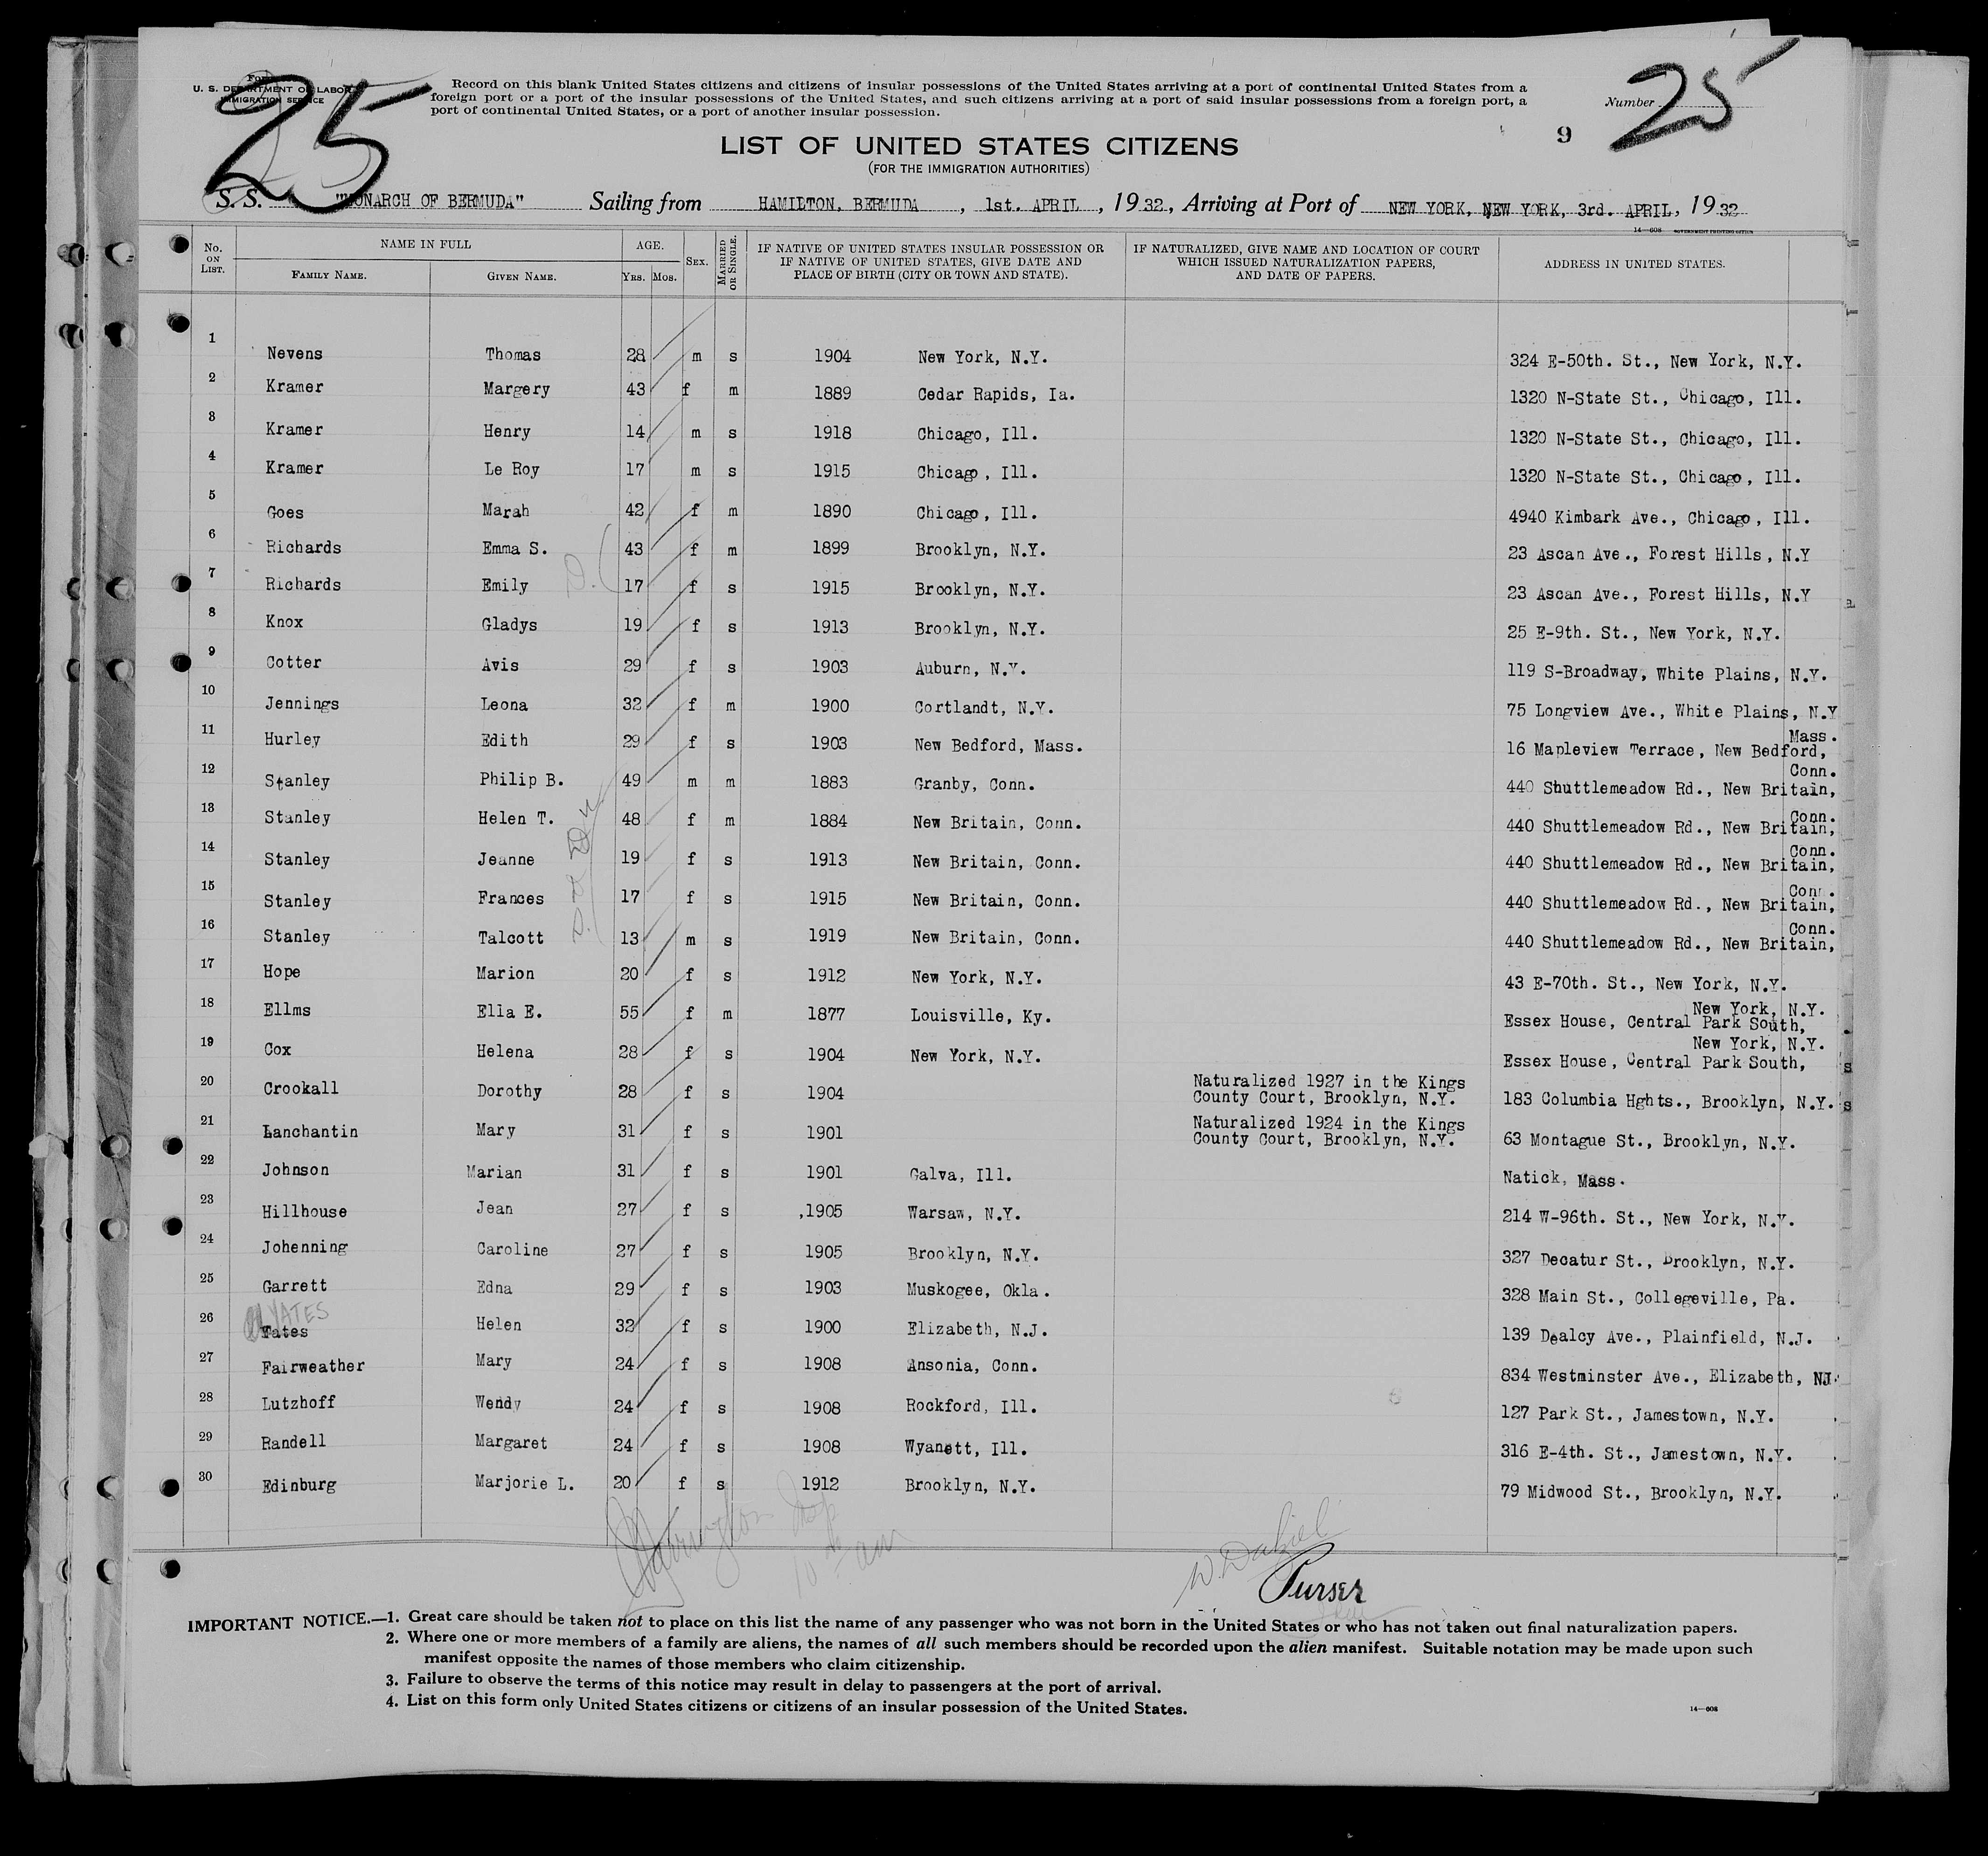 25
Form
U. S. DEPARTMENT OF LABOR
IMMIGRATION SERVICE
Record on this blank United States citizens and citizens of insular possessions of the United States arriving at a port of continental United States from a
foreign port or a port of the insular possessions of the United States, and such citizens arriving at a port of said insular possessions from a foreign port, a
port of continental United States, or a port of another insular possession.
Number 25
9
LIST OF UNITED STATES CITIZENS
(FOR THE IMMIGRATION AUTHORITIES)
S. S. "MONARCH OF BERMUDA" Sailing from HAMILTON, BERMUDA, 1st. APRIL, 1932, Arriving at Port of NEW YORK, NEW YORK, 3rd. APRIL, 1932
14—608 GOVERNMENT PRINTING OFFICE
No. ON LIST. NAME IN FULL FAMILY NAME. GIVEN NAME. AGE. YRS. MOS. SEX. MARRIED OR SINGLE. IF NATIVE OF UNITED STATES INSULAR POSSESSION OR IF NATIVE OF UNITED STATES, GIVE DATE AND PLACE OF BIRTH (CITY OR TOWN AND STATE). IF NATURALIZED, GIVE NAME AND LOCATION OF COURT WHICH ISSUED NATURALIZATION PAPERS, AND DATE OF PAPERS. ADDRESS IN UNITED STATES.
1 Nevens Thomas 28 m s 1904 New York, N.Y. 324 E-50th. St., New York, N.Y.
2 Kramer Margery 43 f m 1889 Cedar Rapids, Ia. 1320 N-State St., Chicago, Ill.
3 Kramer Henry 14 m s 1918 Chicago, Ill. 1320 N-State St., Chicago, Ill.
4 Kramer Le Roy 17 m s 1915 Chicago, Ill. 1320 N-State St., Chicago, Ill.
5 Goes Marah 42 f m 1890 Chicago, Ill. 4940 Kimbark Ave., Chicago, Ill.
6 Richards Emma S. 43 f m 1899 Brooklyn, N.Y. 23 Ascan Ave., Forest Hills, N.Y
7 Richards Emily 17 f s 1915 Brooklyn, N.Y. 23 Ascan Ave., Forest Hills, N.Y
8 Knox Gladys 19 f s 1913 Brooklyn, N.Y. 25 E-9th. St., New York, N.Y.
9 Cotter Avis 29 f s 1903 Auburn, N.Y. 119 S-Broadway, White Plains, N.Y.
10 Jennings Leona 32 f m 1900 Cortlandt, N.Y. 75 Longview Ave., White Plains, N.Y
11 Hurley Edith 29 f s 1903 New Bedford, Mass. 16 Mapleview Terrace, New Bedford, Mass.
12 Stanley Philip B. 49 m m 1883 Granby, Conn. 440 Shuttlemeadow Rd., New Britain, Conn.
13 Stanley Helen T. 48 f m 1884 New Britain, Conn. 440 Shuttlemeadow Rd., New Britain, Conn.
14 Stanley Jeanne 19 f s 1913 New Britain, Conn. 440 Shuttlemeadow Rd., New Britain, Conn.
15 Stanley Frances 17 f s 1915 New Britain, Conn. 440 Shuttlemeadow Rd., New Britain, Conn.
16 Stanley Talcott 13 m s 1919 New Britain, Conn. 440 Shuttlemeadow Rd., New Britain, Conn.
17 Hope Marion 20 f s 1912 New York, N.Y. 43 E-70th. St., New York, N.Y.
18 Ellms Ella E. 55 f m 1877 Louisville, Ky. Essex House, Central Park South, New York, N.Y.
19 Cox Helena 28 f s 1904 New York, N.Y. Essex House, Central Park South, New York, N.Y.
20 Crookall Dorothy 28 f s 1904 Naturalized 1927 in the Kings County Court, Brooklyn, N.Y. 183 Columbia Hghts., Brooklyn, N.Y.
21 Lanchantin Mary 31 f s 1901 Naturalized 1924 in the Kings County Court, Brooklyn, N.Y. 63 Montague St., Brooklyn, N.Y.
22 Johnson Marian 31 f s 1901 Galva, Ill. Natick, Mass.
23 Hillhouse Jean 27 f s 1905 Warsaw, N.Y. 214 W-96th. St., New York, N.Y.
24 Johenning Caroline 27 f s 1905 Brooklyn, N.Y. 327 Decatur St., Brooklyn, N.Y.
25 Garrett Edna 29 f s 1903 Muskogee, Okla. 328 Main St., Collegeville, Pa.
YATES
26 Yates Helen 32 f s 1900 Elizabeth, N.J. 139 Dealcy Ave., Plainfield, N.J.
27 Fairweather Mary 24 f s 1908 Ansonia, Conn. 834 Westminster Ave., Elizabeth, NJ.
28 Lutzhoff Wendy 24 f s 1908 Rockford, Ill. 127 Park St., Jamestown, N.Y.
29 Randell Margaret 24 f s 1908 Wyanett, Ill. 316 E-4th. St., Jamestown, N.Y.
30 Edinburg Marjorie L. 20 f s 1912 Brooklyn, N.Y. 79 Midwood St., Brooklyn, N.Y.
Purser
IMPORTANT NOTICE.—1. Great care should be taken not to place on this list the name of any passenger who was not born in the United States or who has not taken out final naturalization papers.
2. Where one or more members of a family are aliens, the names of all such members should be recorded upon the alien manifest. Suitable notation may be made upon such
manifest opposite the names of those members who claim citizenship.
3. Failure to observe the terms of this notice may result in delay to passengers at the port of arrival.
4. List on this form only United States citizens or citizens of an insular possession of the United States.
14—608